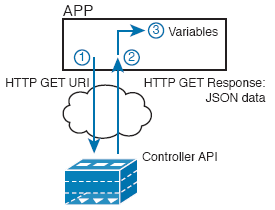 APP
③ Variables
① ②
HTTP GET URI
HTTP GET Response:
JSON data
Controller API